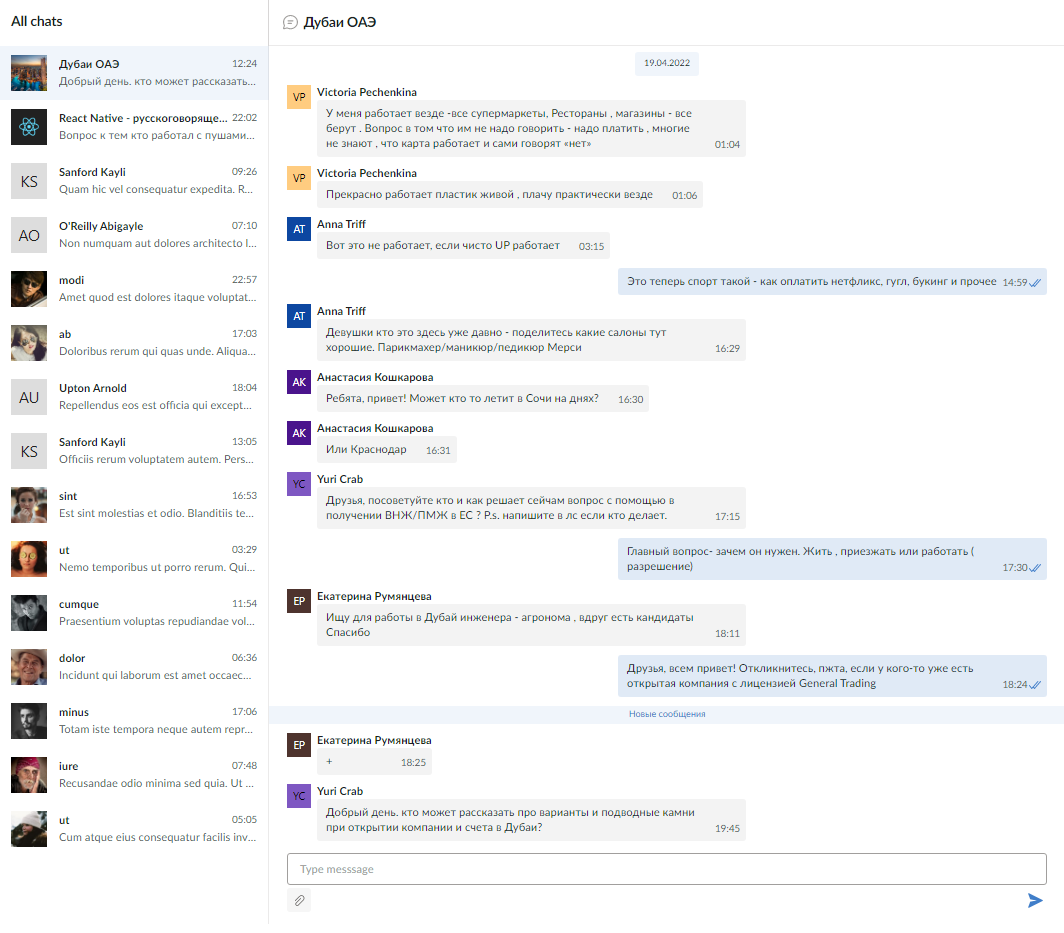 All chats
Дубаи ОАЭ
12:24
Добрый день. кто может рассказать...
React Native - русскоговоряще...
22:02
Вопрос к тем кто работал с пушами...
KS
Sanford Kayli
09:26
Quam hic vel consequatur expedita. R...
AO
O'Reilly Abigayle
07:10
Non numquam aut dolores architecto l...
modi
22:57
Amet quod est dolores itaque voluptat...
ab
17:03
Doloribus rerum qui quas unde. Aliqua...
AU
Upton Arnold
18:04
Repellendus eos est officia qui except...
KS
Sanford Kayli
13:05
Officiis rerum voluptatem autem. Pers...
sint
16:53
Est sint molestias et odio. Blanditiis te...
ut
03:29
Nemo temporibus ut porro rerum. Qui...
cumque
11:54
Praesentium voluptas repudiandae vol...
dolor
06:36
Incidunt qui laborum est amet occaec...
minus
17:06
Totam iste tempora neque autem repr...
iure
07:48
Recusandae odio minima sed quia. Ut ...
ut
05:05
Cum atque eius consequatur facilis inv...
Дубаи ОАЭ
19.04.2022
VP
Victoria Pechenkina
У меня работает везде -все супермаркеты, Рестораны , магазины - все
берут . Вопрос в том что им не надо говорить - надо платить , многие
не знают , что карта работает и сами говорят «нет»
01:04
VP
Victoria Pechenkina
Прекрасно работает пластик живой , плачу практически везде
01:06
AT
Anna Triff
Вот это не работает, если чисто UP работает
03:15
Это теперь спорт такой - как оплатить нетфликс, гугл, букинг и прочее
14:59
AT
Anna Triff
Девушки кто это здесь уже давно - поделитесь какие салоны тут
хорошие. Парикмахер/маникюр/педикюр Мерси
16:29
АК
Анастасия Кошкарова
Ребята, привет! Может кто то летит в Сочи на днях?
16:30
АК
Анастасия Кошкарова
Или Краснодар
16:31
YC
Yuri Crab
Друзья, посоветуйте кто и как решает сейчам вопрос с помощью в
получении ВНЖ/ПМЖ в ЕС ? P.s. напишите в лс если кто делает.
17:15
Главный вопрос- зачем он нужен. Жить , приезжать или работать (
разрешение)
17:30
ЕР
Екатерина Румянцева
Ищу для работы в Дубай инженера - агронома , вдруг есть кандидаты
Спасибо
18:11
Друзья, всем привет! Откликнитесь, пжта, если у кого-то уже есть
открытая компания с лицензией General Trading
18:24
Новые сообщения
ЕР
Екатерина Румянцева
+
18:25
YC
Yuri Crab
Добрый день. кто может рассказать про варианты и подводные камни
при открытии компании и счета в Дубаи?
19:45
Type messsage